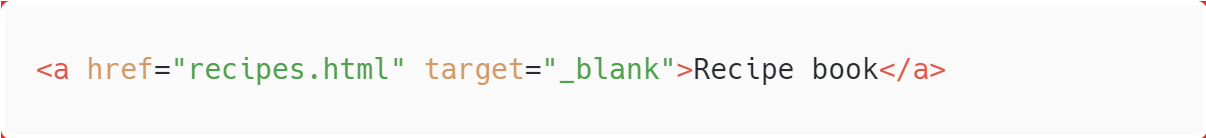 <a href="recipes.html" target="_blank">Recipe book</a>